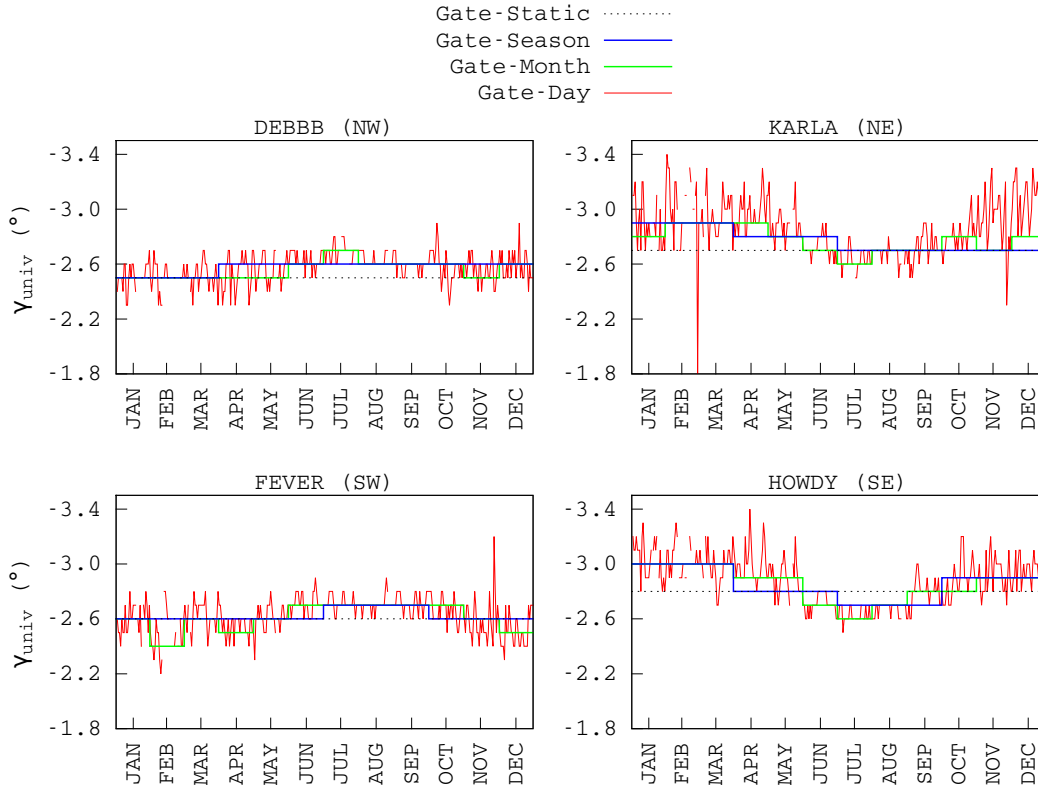 Gate-Static
Gate-Season
Gate-Month
Gate-Day
DEBBB (NW)
γuniv (°)
-3.4
-3.0
-2.6
-2.2
-1.8
JAN FEB MAR APR MAY JUN JUL AUG SEP OCT NOV DEC
KARLA (NE)
-3.4
-3.0
-2.6
-2.2
-1.8
JAN FEB MAR APR MAY JUN JUL AUG SEP OCT NOV DEC
FEVER (SW)
γuniv (°)
-3.4
-3.0
-2.6
-2.2
-1.8
JAN FEB MAR APR MAY JUN JUL AUG SEP OCT NOV DEC
HOWDY (SE)
-3.4
-3.0
-2.6
-2.2
-1.8
JAN FEB MAR APR MAY JUN JUL AUG SEP OCT NOV DEC